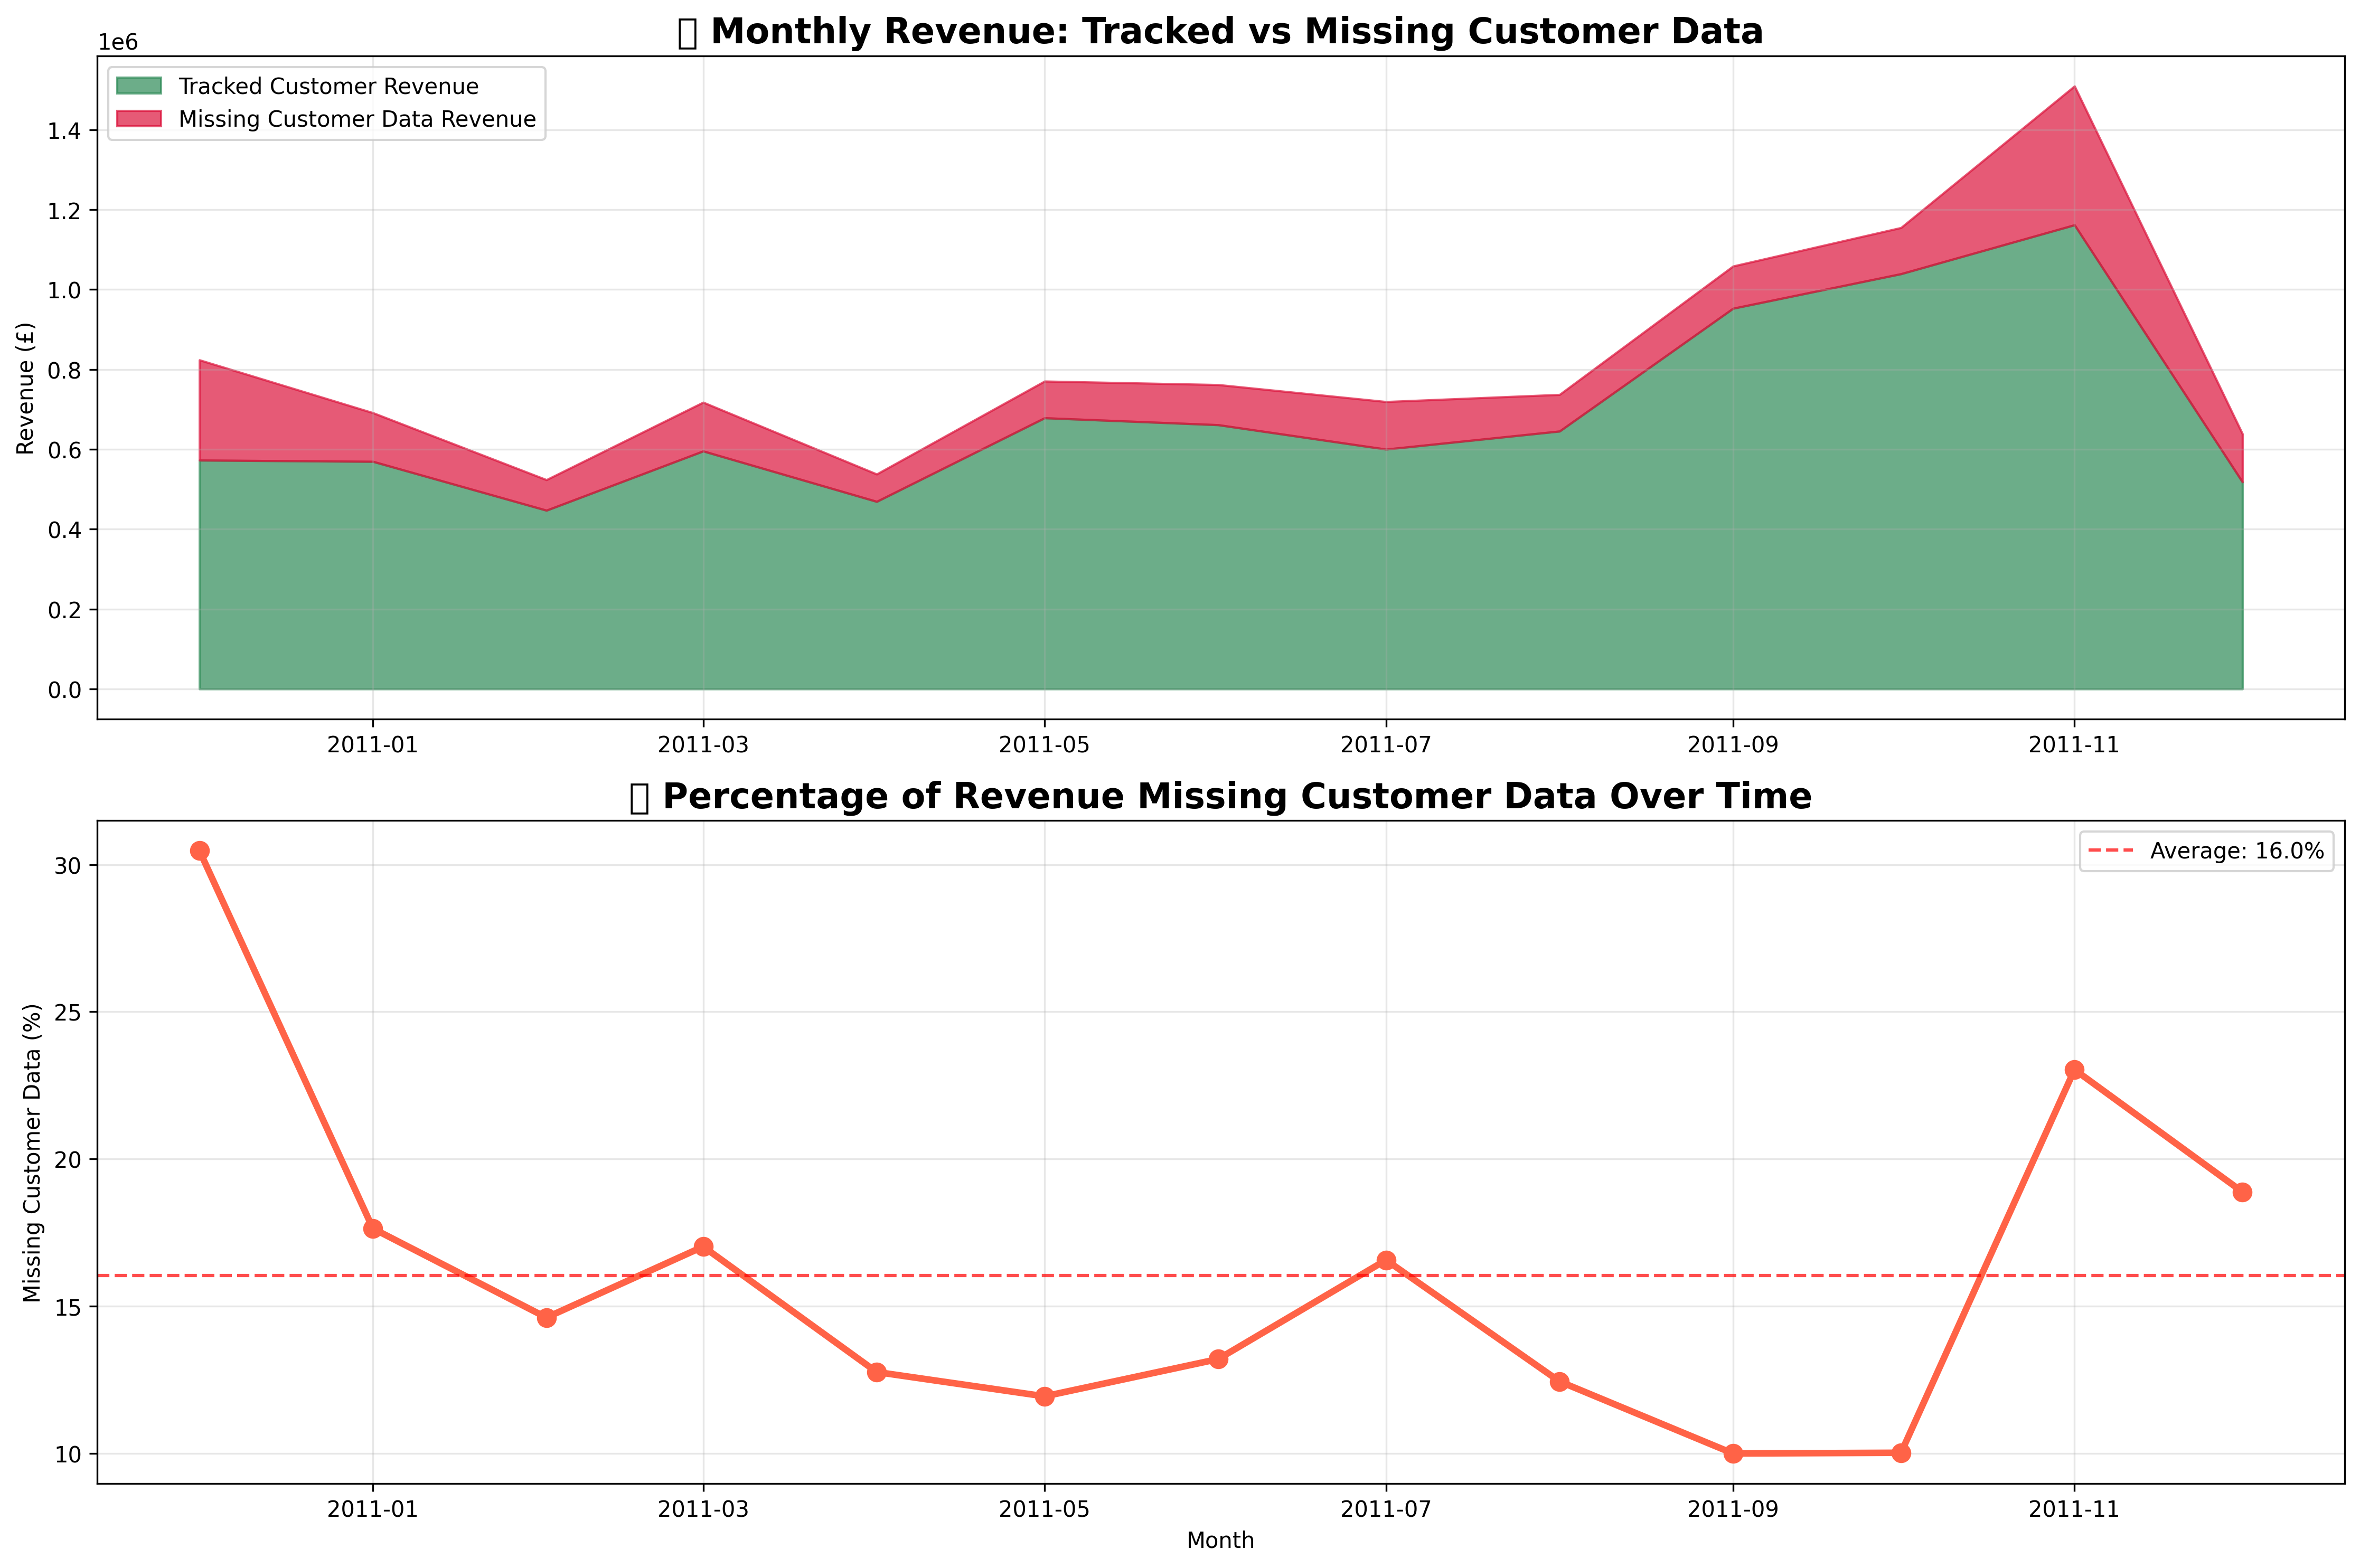 Monthly Revenue: Tracked vs Missing Customer Data
1e6
Tracked Customer Revenue
Missing Customer Data Revenue
Revenue (£)
1.4
1.2
1.0
0.8
0.6
0.4
0.2
0.0
2011-01 2011-03 2011-05 2011-07 2011-09 2011-11
Percentage of Revenue Missing Customer Data Over Time
Average: 16.0%
Missing Customer Data (%)
30
25
20
15
10
2011-01 2011-03 2011-05 2011-07 2011-09 2011-11
Month